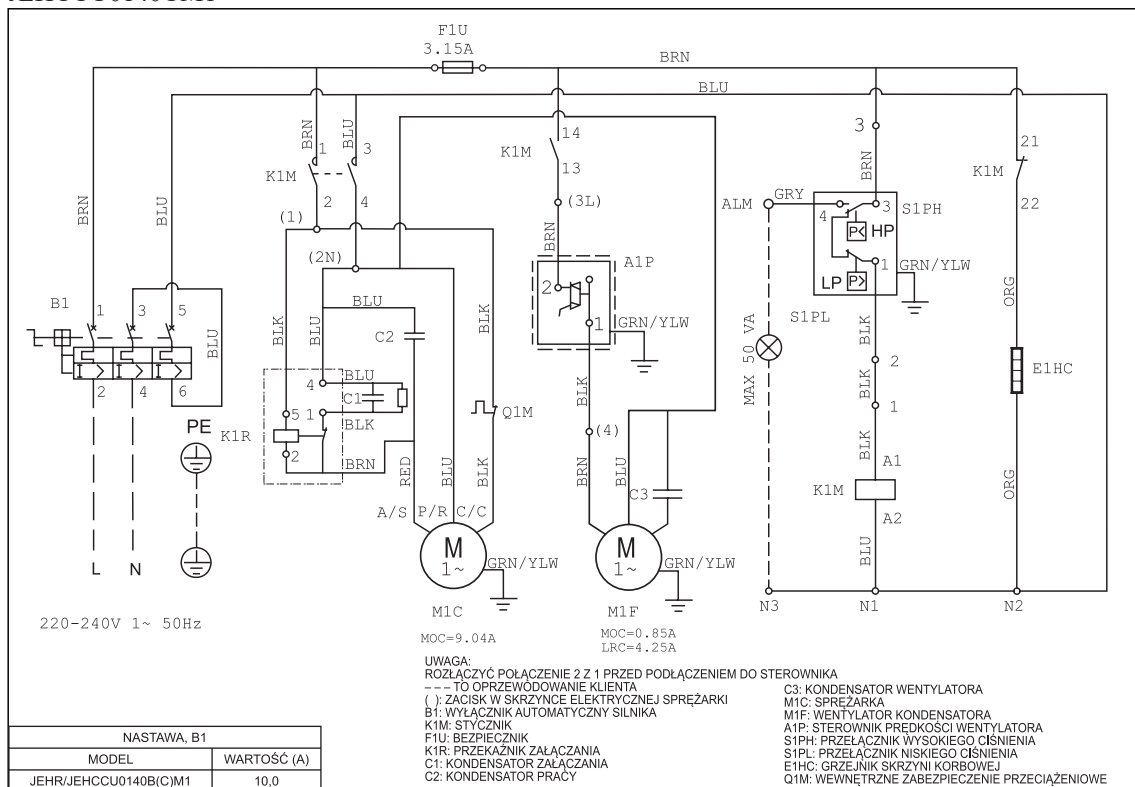 F1U
3.15A
BRN
BLU
BRN
BLU
BRN
BLU
1
3
K1M
2
4
(1)
(2N)
14
K1M
13
(3L)
BRN
3
BRN
ALM
GRY
4
3
S1PH
P<
HP
LP
P>
1
GRN/YLW
S1PL
21
K1M
22
ORG
B1
1
3
5
BLU
2
4
6
PE
L
N
220-240V 1~ 50Hz
BLK
BLU
BLU
C2
BLK
4
BLU
C1
5
1
BLK
K1R
2
BRN
RED
BLU
BLK
Q1M
A/S
P/R
C/C
M
1~
GRN/YLW
M1C
MOC=9.04A
A1P
2
1
GRN/YLW
BLK
(4)
BRN
BLU
C3
M
1~
GRN/YLW
M1F
MOC=0.85A
LRC=4.25A
MAX 50 VA
BLK
2
BLK
1
BLK
A1
K1M
A2
BLU
E1HC
ORG
N3
N1
N2
UWAGA:
ROZŁĄCZYĆ POŁĄCZENIE 2 Z 1 PRZED PODŁĄCZENIEM DO STEROWNIKA
--- TO OPRZEWODOWANIE KLIENTA
( ): ZACISK W SKRZYNCE ELEKTRYCZNEJ SPRĘŻARKI
B1: WYŁĄCZNIK AUTOMATYCZNY SILNIKA
K1M: STYCZNIK
F1U: BEZPIECZNIK
K1R: PRZEKAŹNIK ZAŁĄCZANIA
C1: KONDENSATOR ZAŁĄCZANIA
C2: KONDENSATOR PRACY
C3: KONDENSATOR WENTYLATORA
M1C: SPRĘŻARKA
M1F: WENTYLATOR KONDENSATORA
A1P: STEROWNIK PRĘDKOŚCI WENTYLATORA
S1PH: PRZEŁĄCZNIK WYSOKIEGO CIŚNIENIA
S1PL: PRZEŁĄCZNIK NISKIEGO CIŚNIENIA
E1HC: GRZEJNIK SKRZYNI KORBOWEJ
Q1M: WEWNĘTRZNE ZABEZPIECZENIE PRZECIĄŻENIOWE
NASTAWA, B1
MODEL WARTOŚĆ (A)
JEHR/JEHCCU0140B(C)M1 10,0